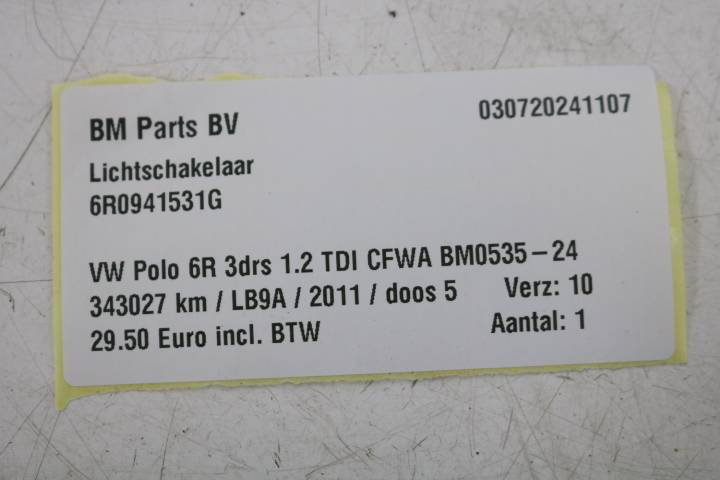 BM Parts BV
030720241107
Lichtschakelaar
6R0941531G
VW Polo 6R 3drs 1.2 TDI CFWA BM0535-24
343027 km / LB9A / 2011 / doos 5 Verz: 10
29.50 Euro incl. BTW Aantal: 1